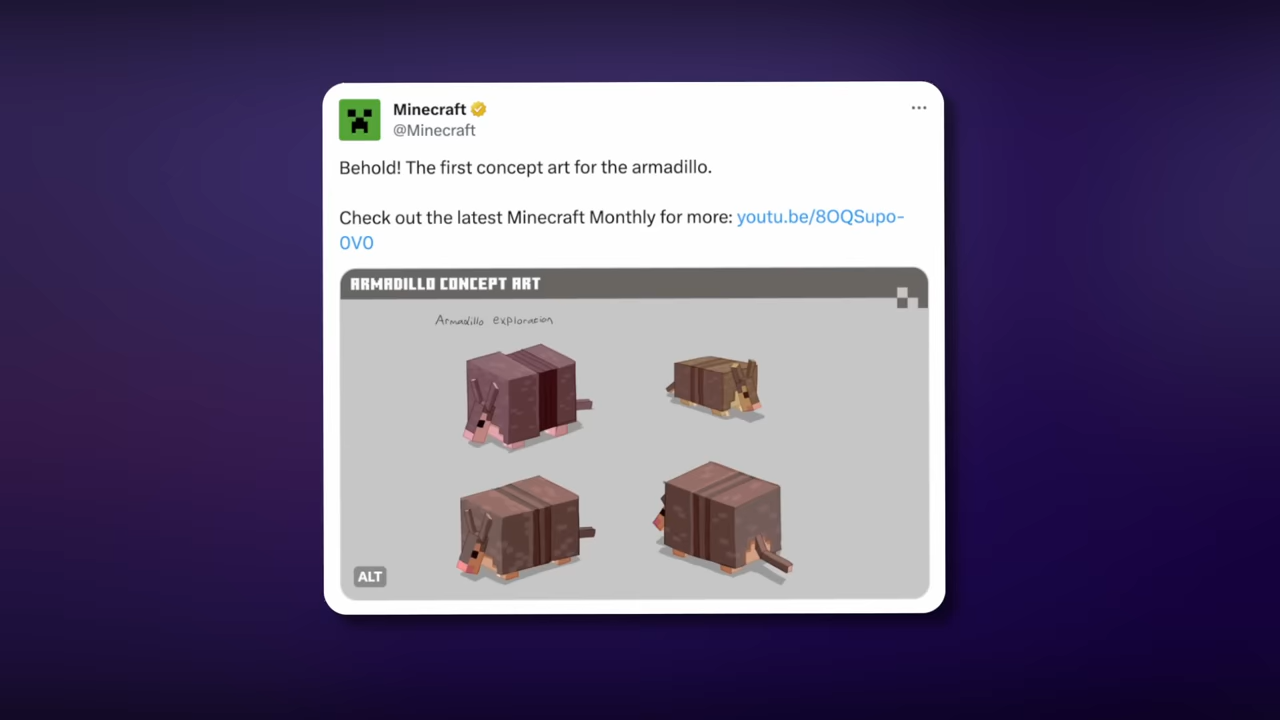 Minecraft
@Minecraft
Behold! The first concept art for the armadillo.
Check out the latest Minecraft Monthly for more: youtu.be/8OQSupo-
0V0
ARMADILLO CONCEPT ART
Armadillo exploration
ALT